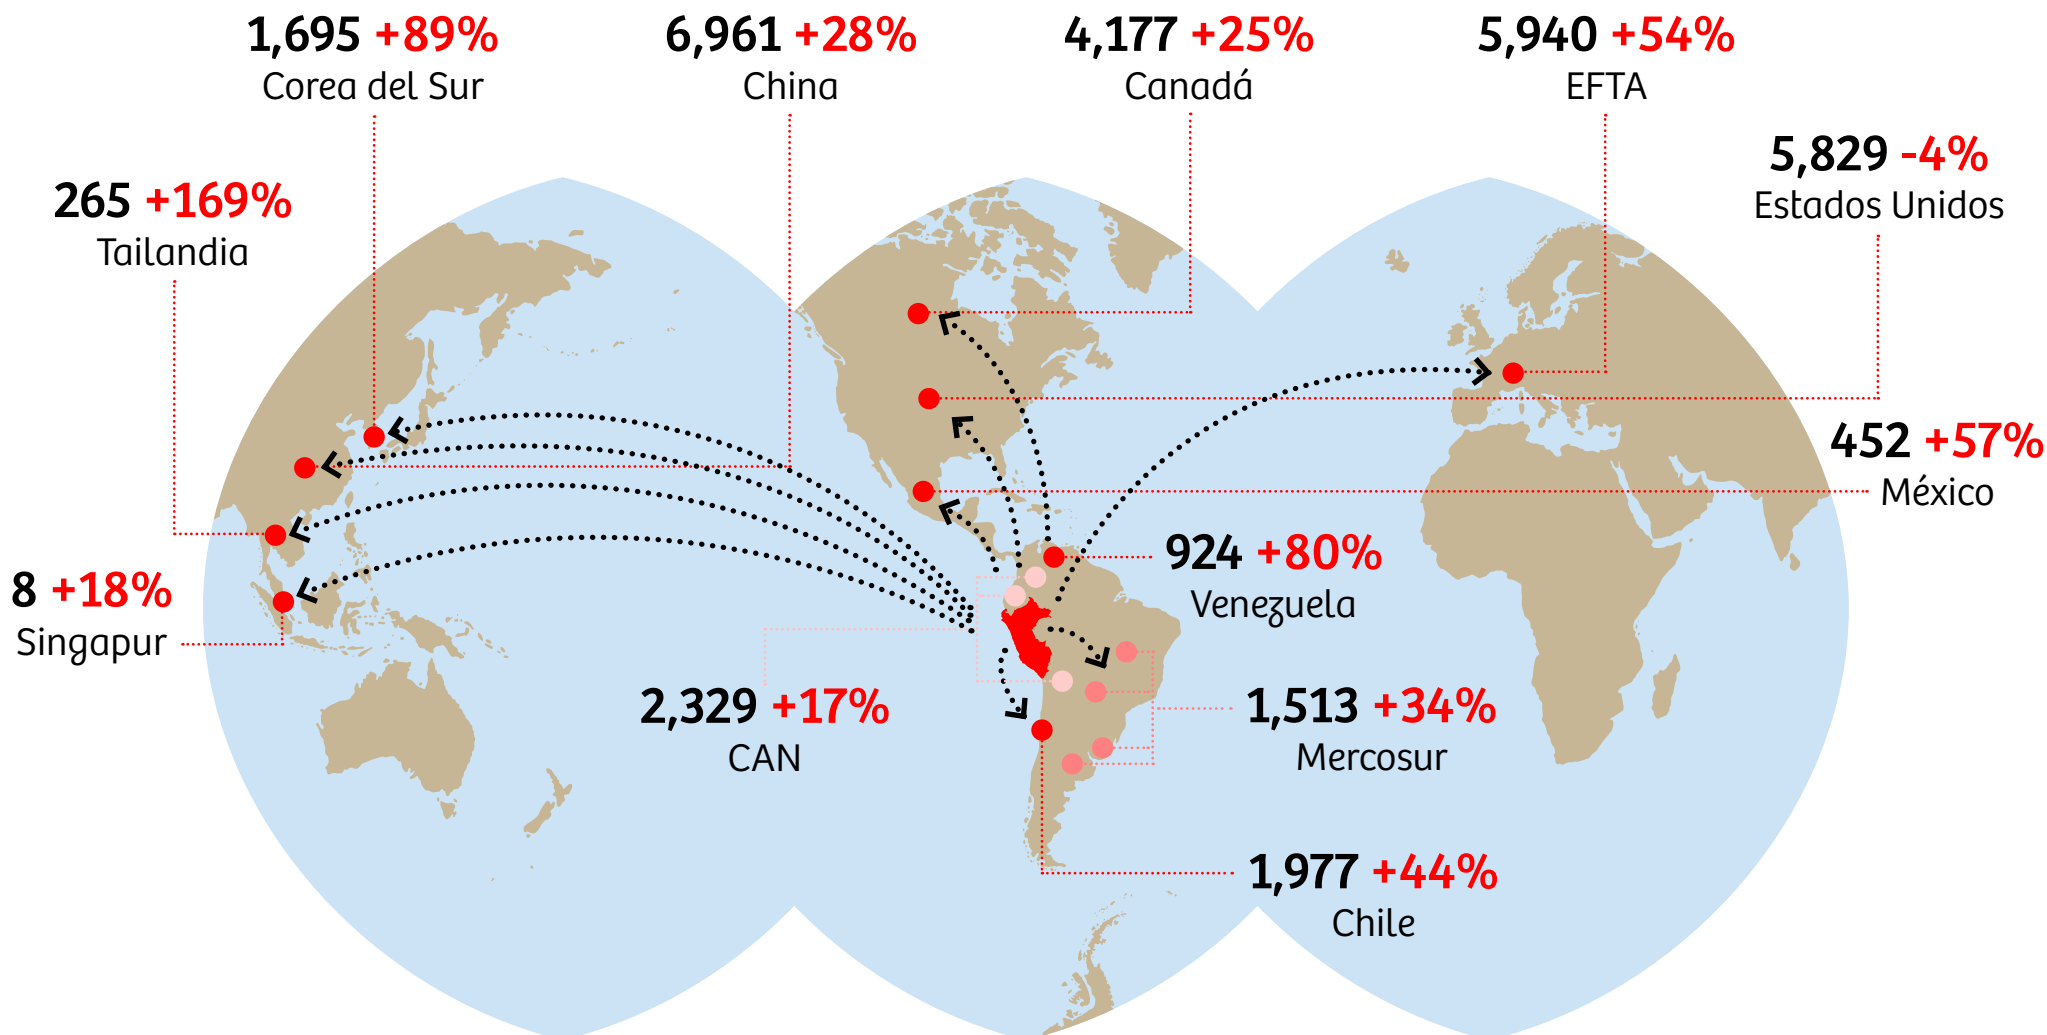 1,695 +89%
Corea del Sur
6,961 +28%
China
4,177 +25%
Canadá
5,940 +54%
EFTA
5,829 -4%
Estados Unidos
265 +169%
Tailandia
452 +57%
México
924 +80%
Venezuela
8 +18%
Singapur
2,329 +17%
CAN
1,513 +34%
Mercosur
1,977 +44%
Chile